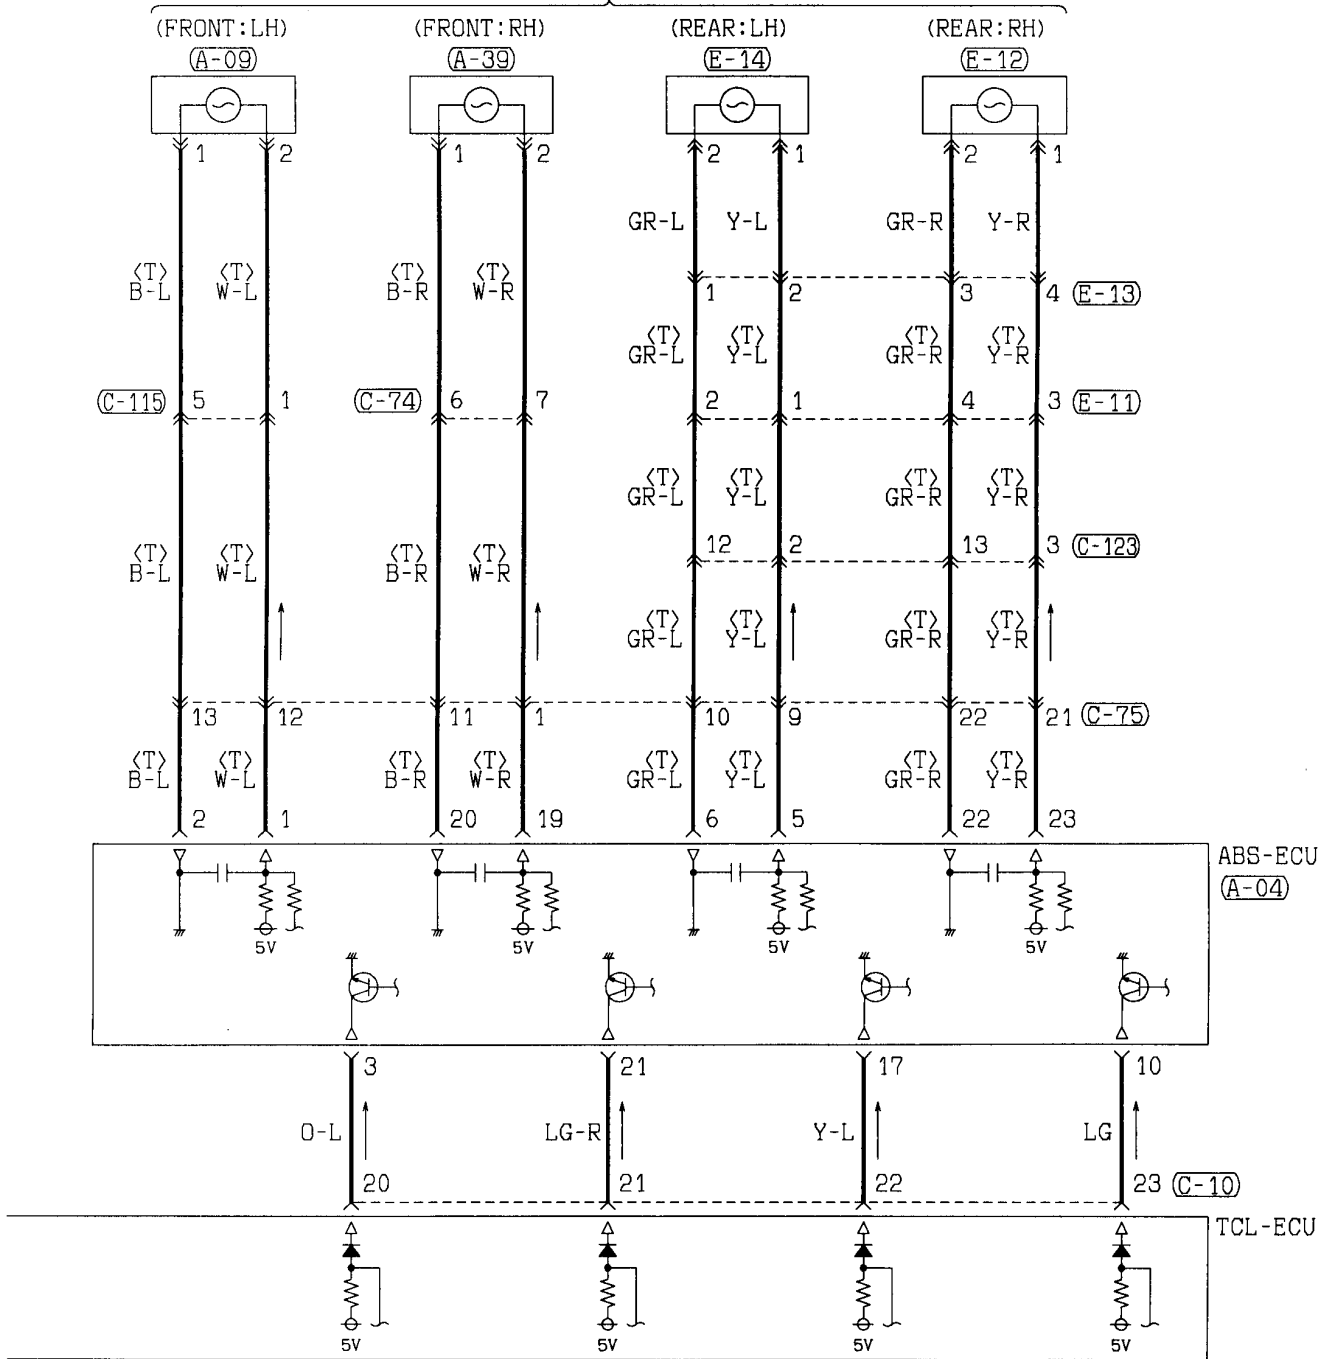 (FRONT:LH) (FRONT:RH) (REAR:LH) (REAR:RH)
A-09 A-39 E-14 E-12
1 2 1 2 2 1 2 1
GR-L Y-L GR-R Y-R
<T> <T> <T> <T>
B-L W-L B-R W-R
1 2 3 4 E-13
<T> <T> <T> <T>
GR-L Y-L GR-R Y-R
C-115 5 1 C-74 6 7 2 1 4 3 E-11
<T> <T> <T> <T>
GR-L Y-L GR-R Y-R
12 2 13 3 C-123
<T> <T> <T> <T>
B-L W-L B-R W-R
<T> <T> <T> <T>
GR-L Y-L GR-R Y-R
13 12 11 1 10 9 22 21 C-75
<T> <T> <T> <T> <T> <T> <T> <T>
B-L W-L B-R W-R GR-L Y-L GR-R Y-R
2 1 20 19 6 5 22 23
ABS-ECU
A-04
5V 5V 5V 5V
3 21 17 10
O-L LG-R Y-L LG
20 21 22 23 C-10
TCL-ECU
5V 5V 5V 5V